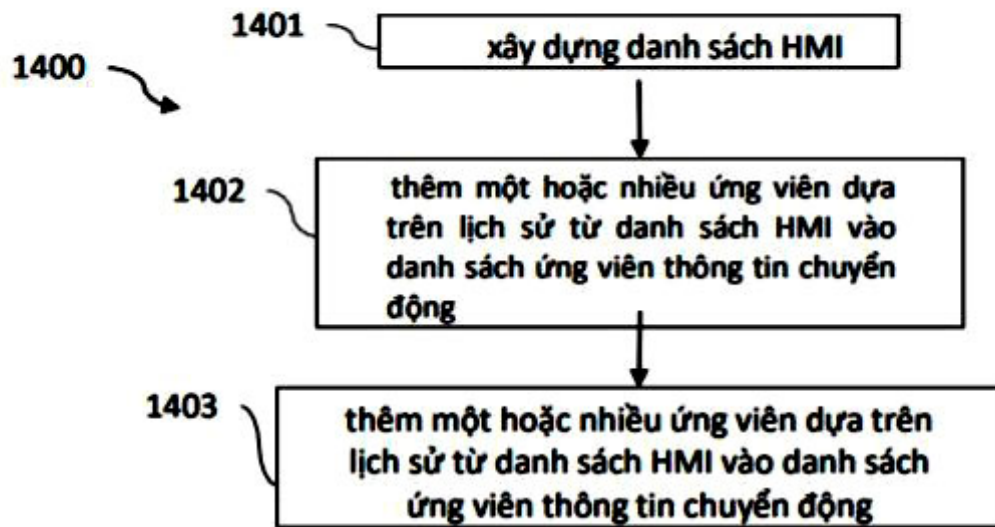 1401
xây dựng danh sách HMI
1400
1402
thêm một hoặc nhiều ứng viên dựa
trên lịch sử từ danh sách HMI vào
danh sách ứng viên thông tin chuyển
động
1403
thêm một hoặc nhiều ứng viên dựa trên
lịch sử từ danh sách HMI vào danh sách
ứng viên thông tin chuyển động